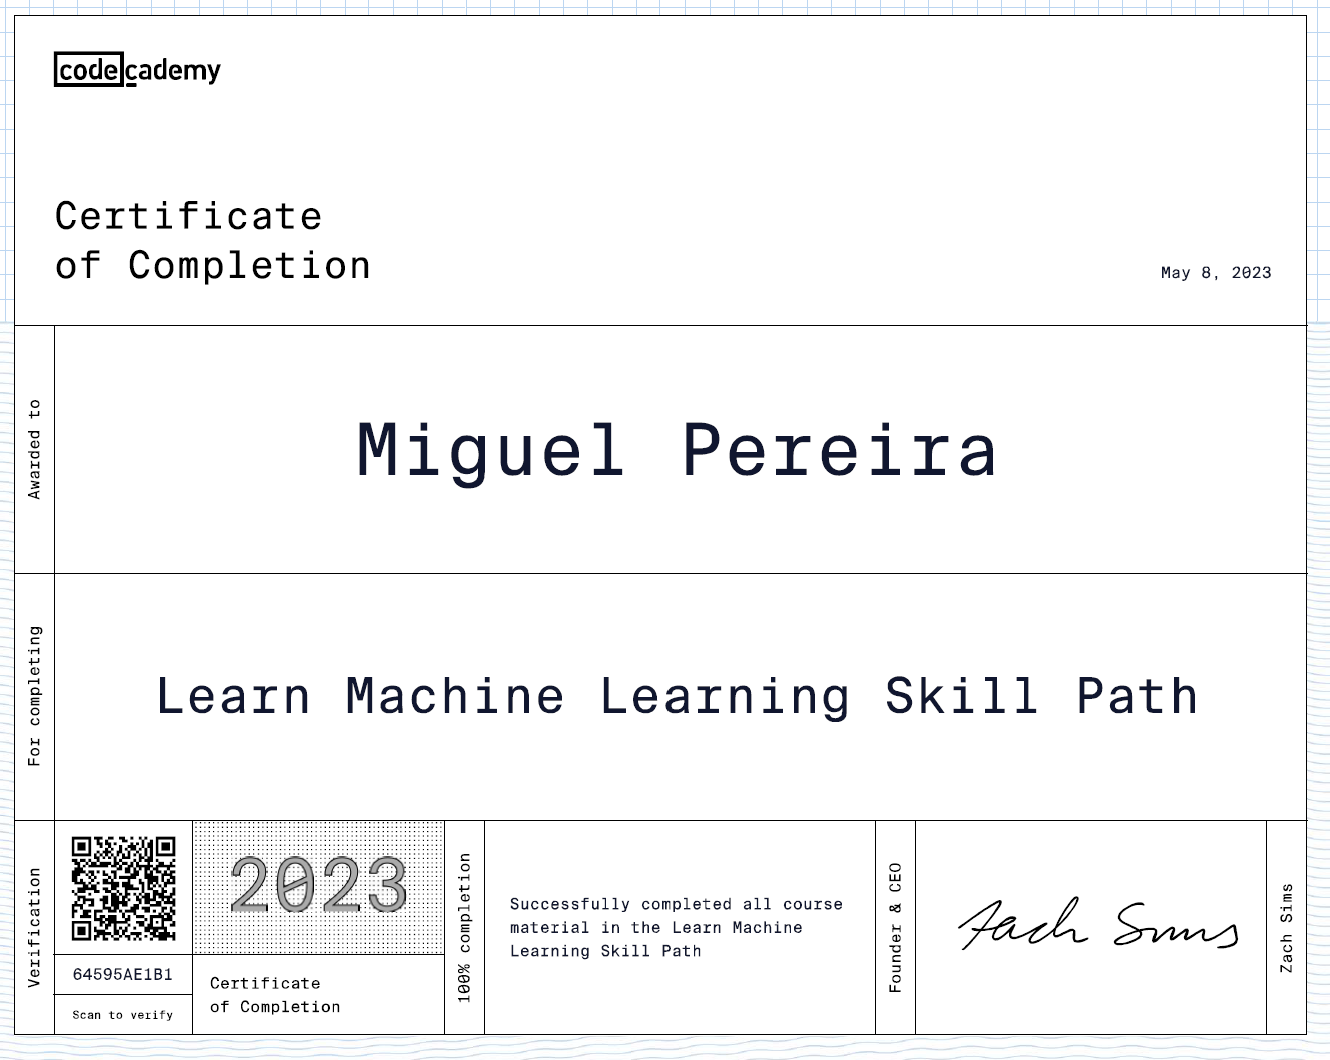 codecademy
Certificate
of Completion
May 8, 2023
Awarded to
Miguel Pereira
For completing
Learn Machine Learning Skill Path
Verification
64595AE1B1
Scan to verify
2023
Certificate
of Completion
100% completion
Successfully completed all course
material in the Learn Machine
Learning Skill Path
Founder & CEO
Zach Sims
Zach Sims